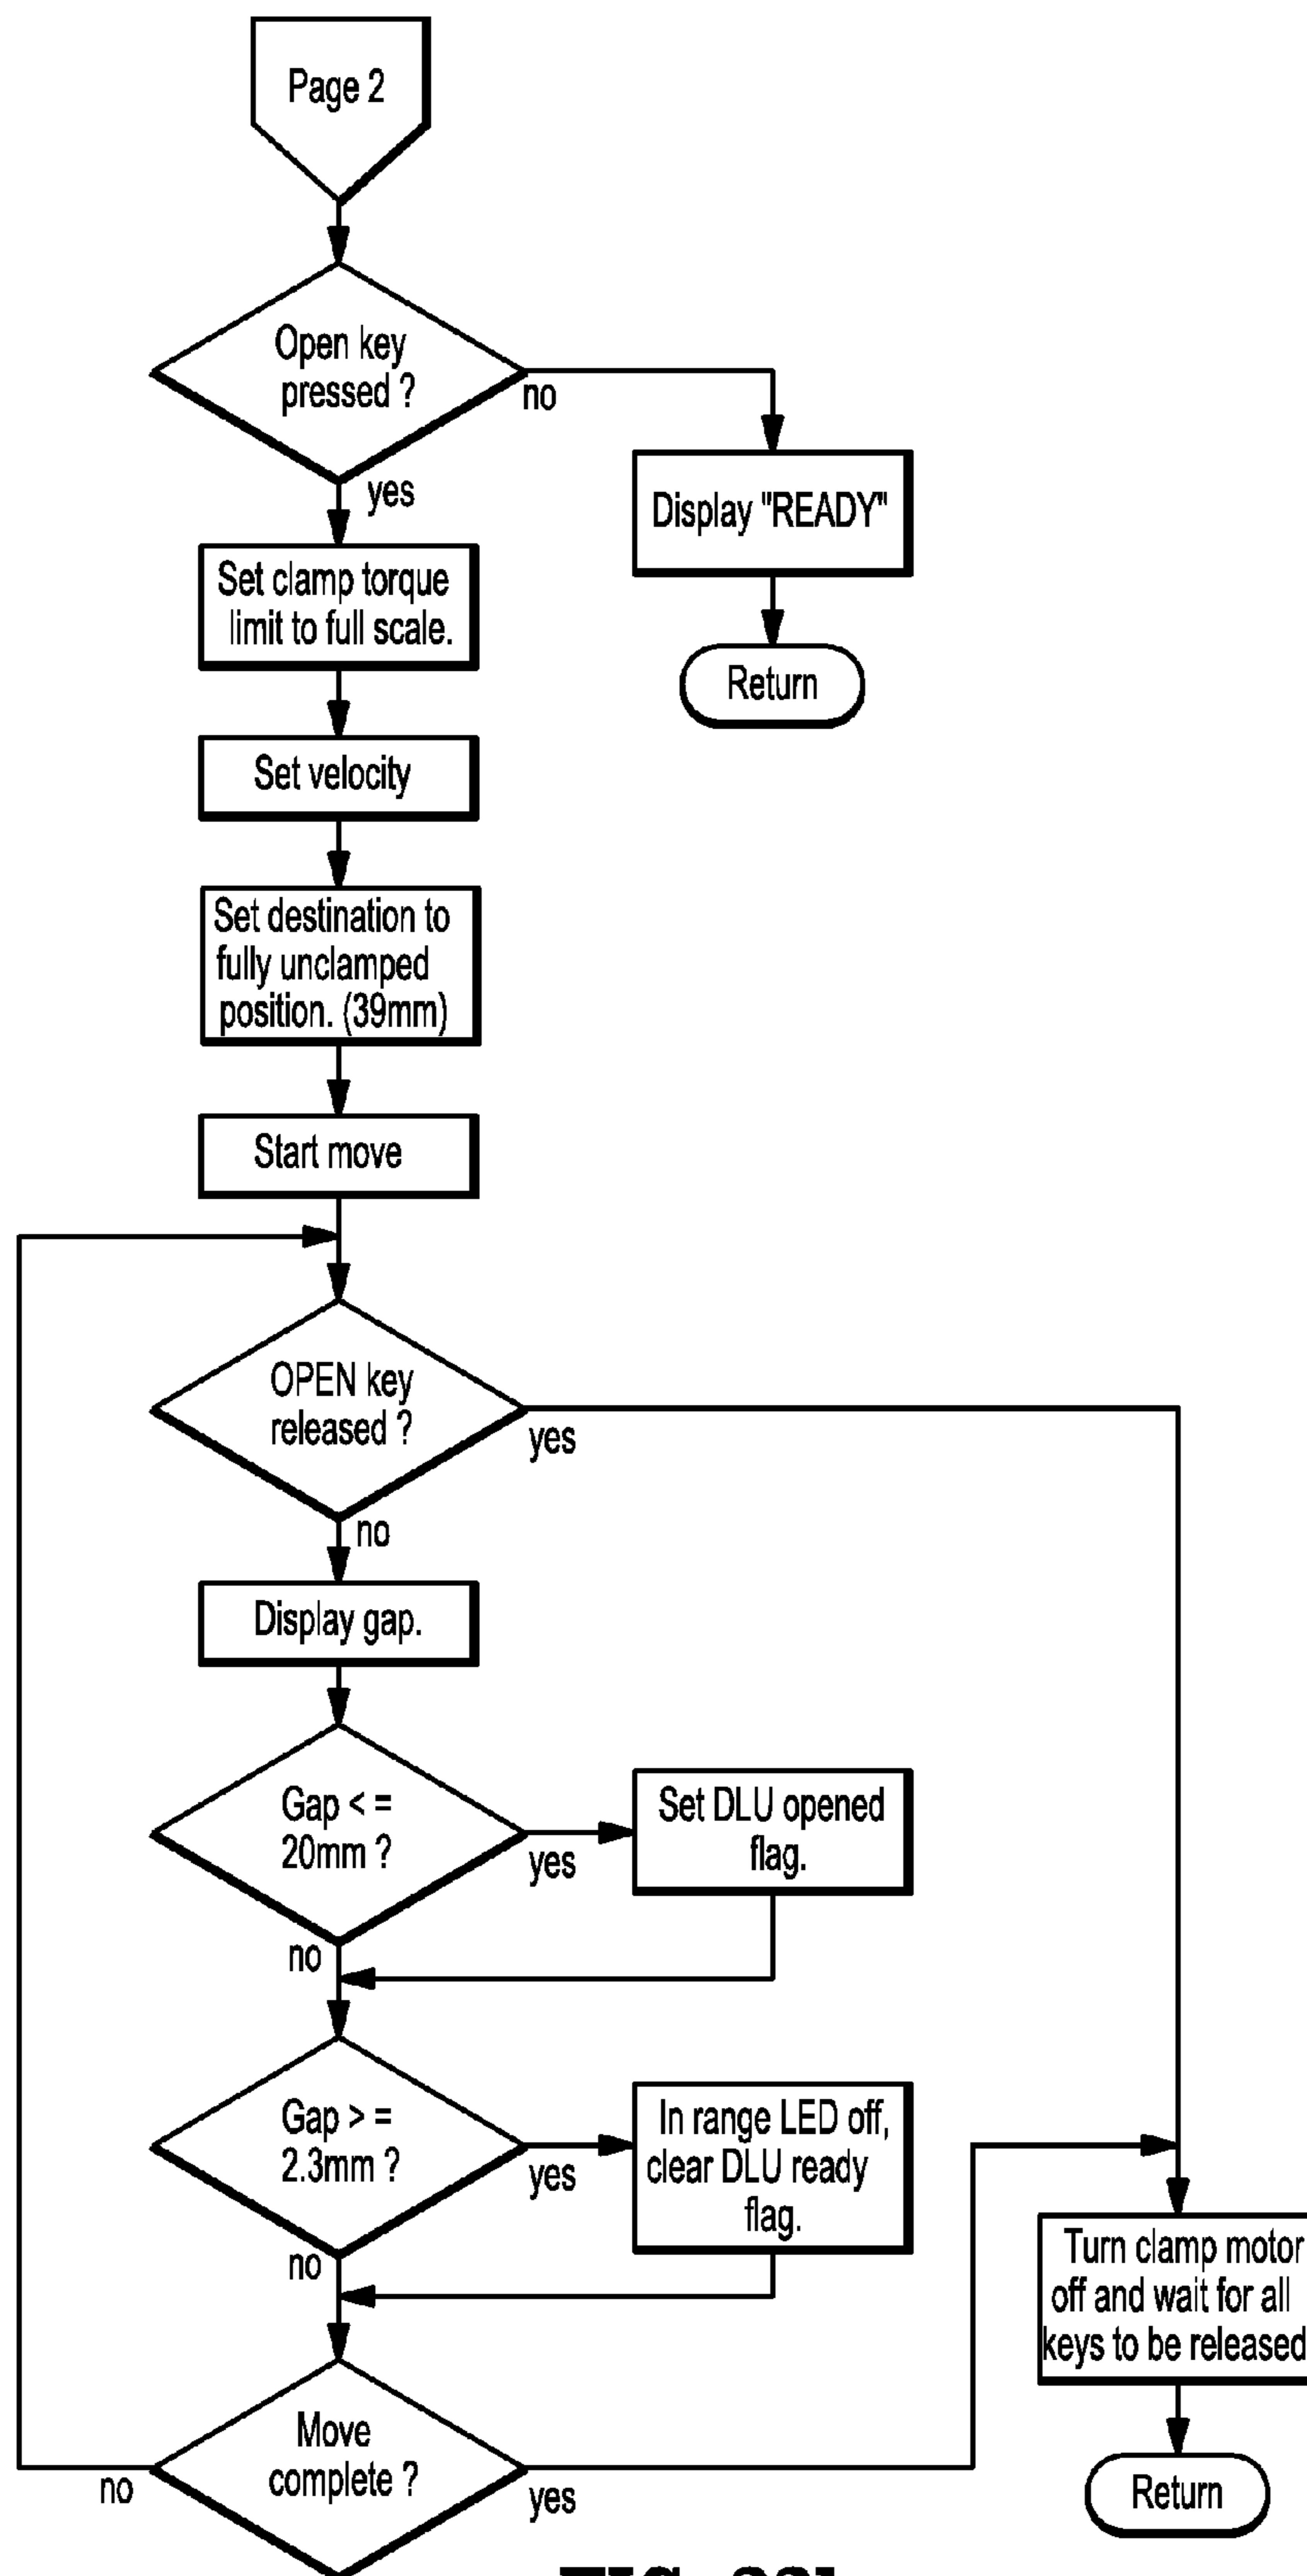 Page 2
Open key
pressed ?
no
yes
Display "READY"
Set clamp torque
limit to full scale.
Return
Set velocity
Set destination to
fully unclamped
position. (39mm)
Start move
OPEN key
released ?
yes
no
Display gap.
Gap < =
20mm ?
yes
no
Set DLU opened
flag.
Gap > =
2.3mm ?
yes
no
In range LED off,
clear DLU ready
flag.
Turn clamp motor
off and wait for all
keys to be released
Move
complete ?
no
yes
Return